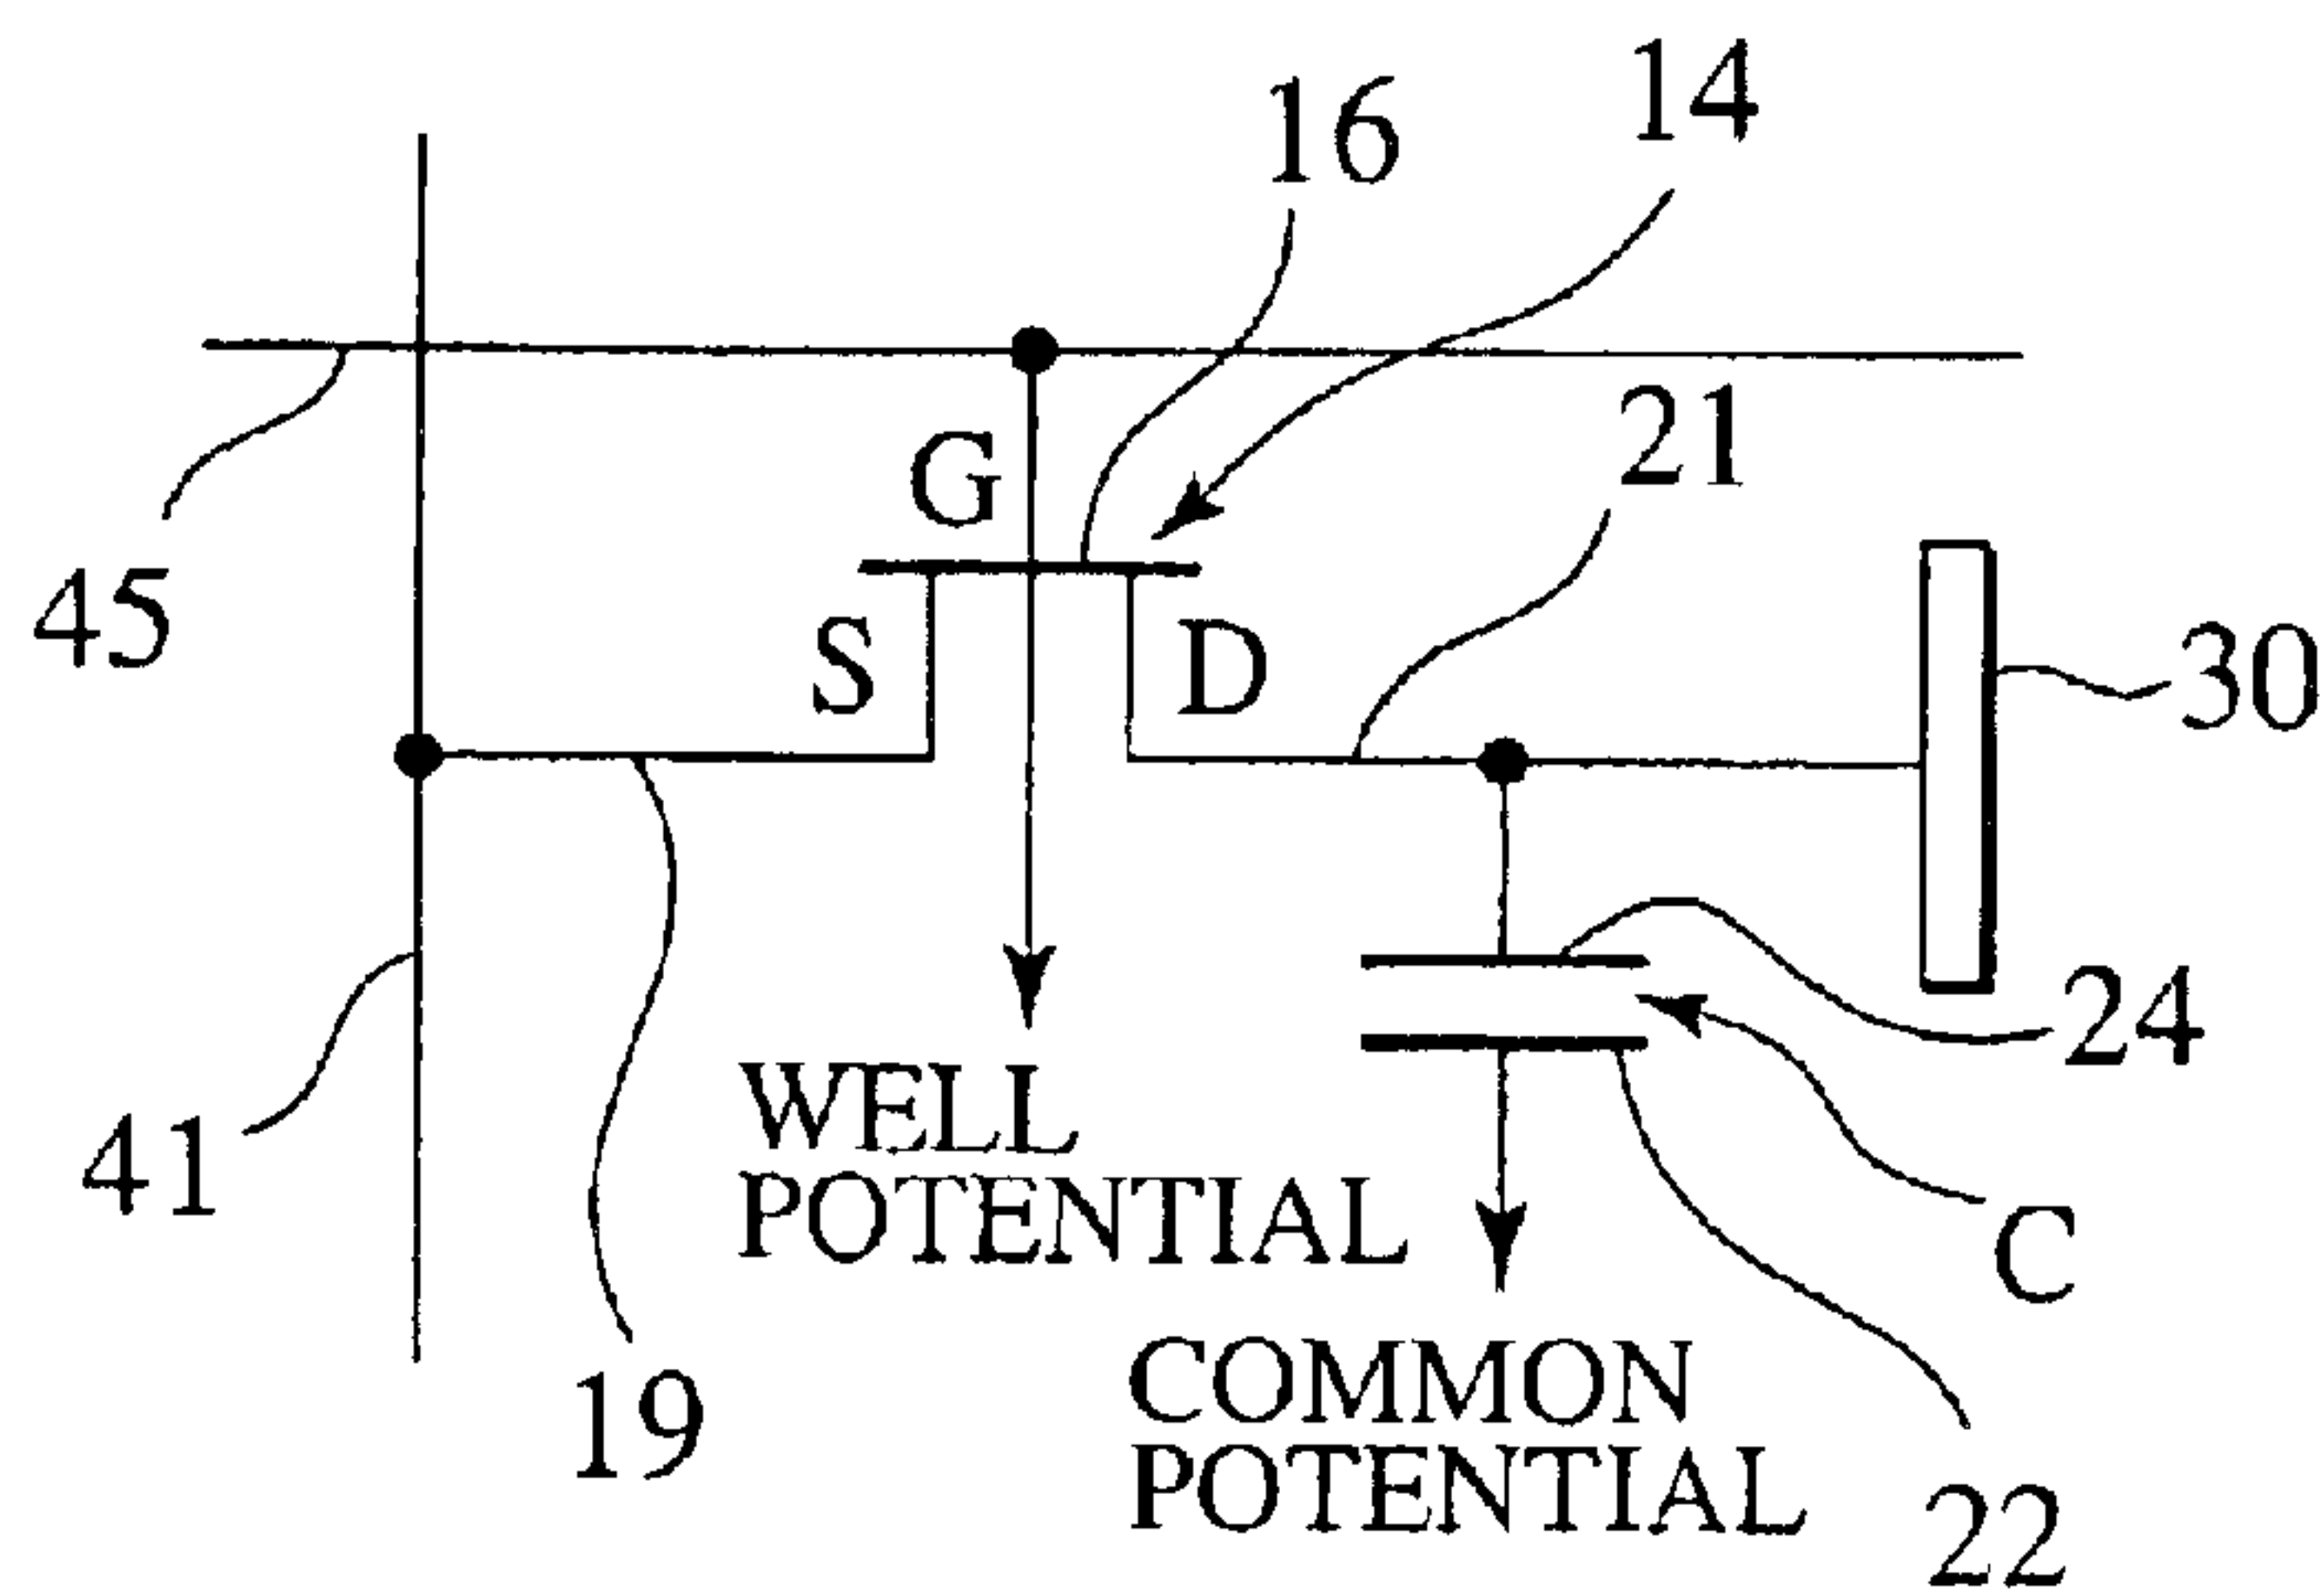 14
16
21
G
45
S
D
30
24
WELL
POTENTIAL
41
C
COMMON
POTENTIAL
19
22